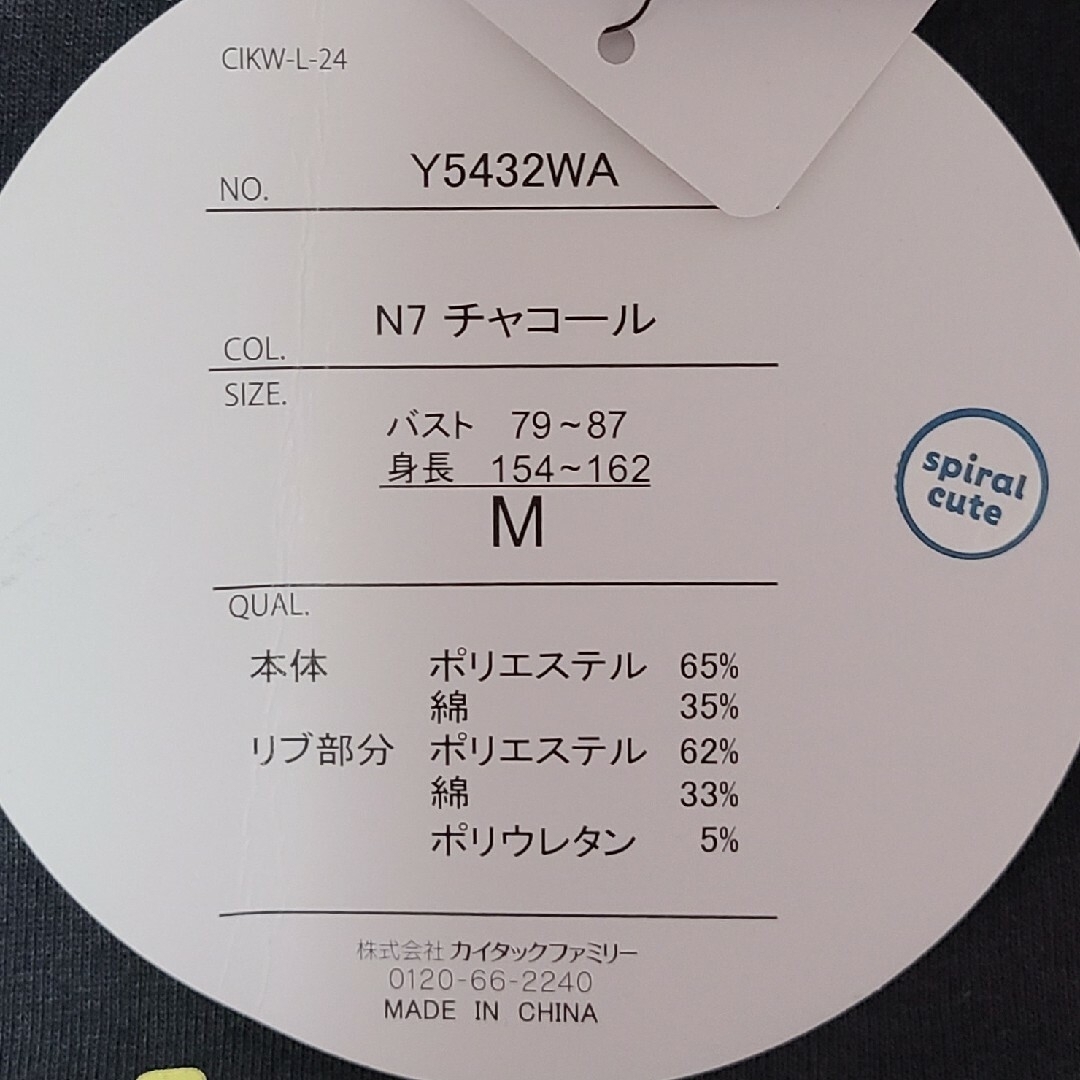 CIKW-L-24
NO. Y5432WA
COL. N7 チャコール
SIZE.
バスト 79~87
身長 154~162
M
spiral
cute
QUAL.
本体 ポリエステル 65%
綿 35%
リブ部分 ポリエステル 62%
綿 33%
ポリウレタン 5%
株式会社 カイタックファミリー
0120-66-2240
MADE IN CHINA